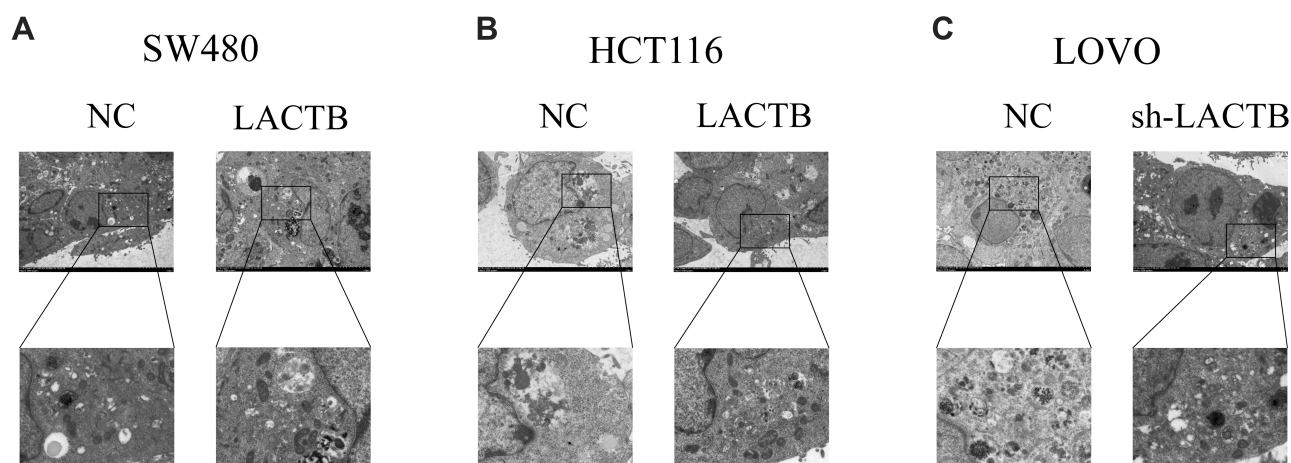 A
SW480
NC
LACTB
B
HCT116
NC
LACTB
C
LOVO
NC
sh-LACTB